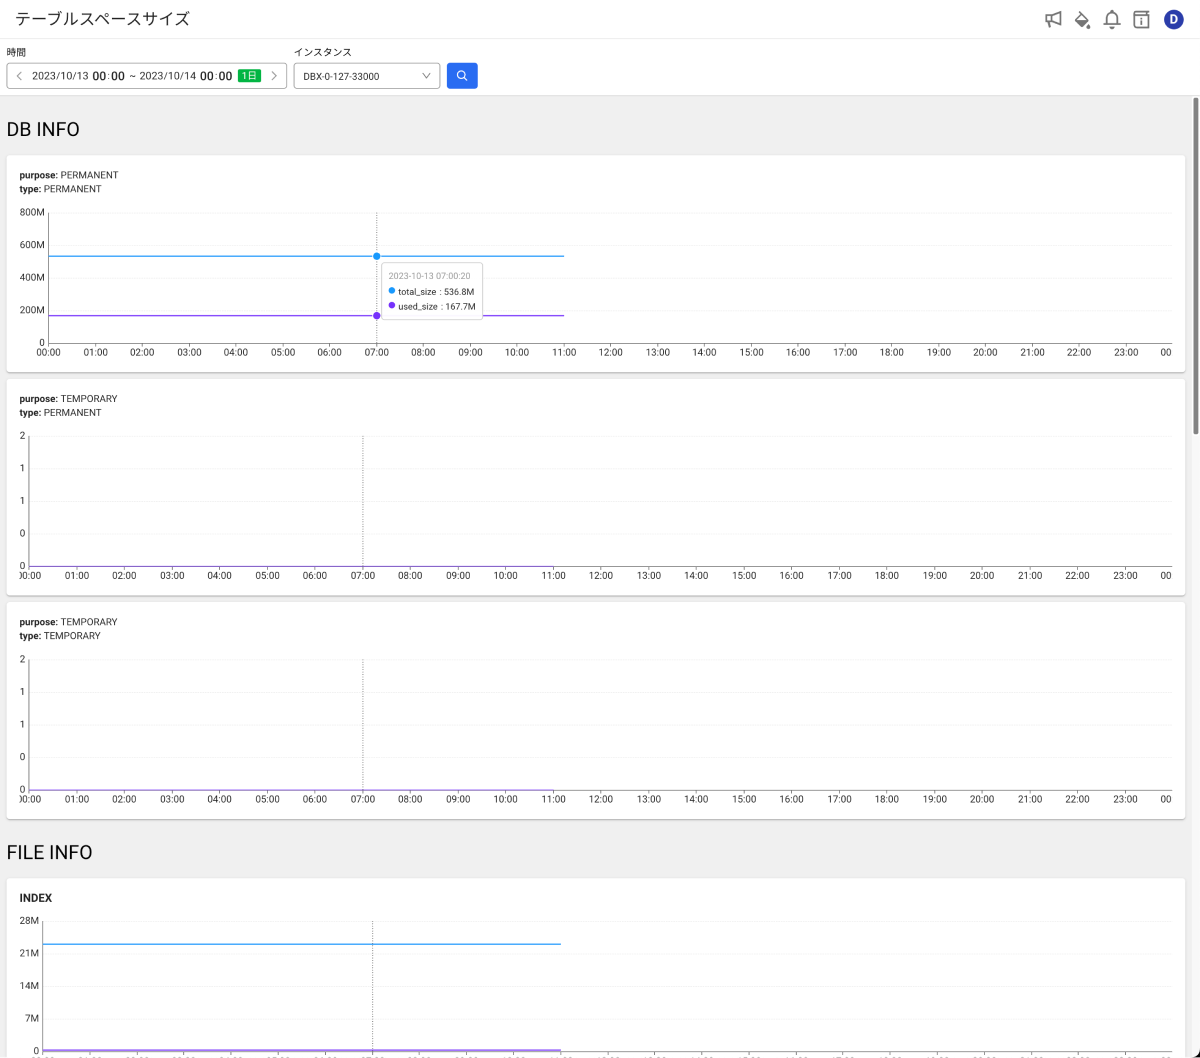 テーブルスペースサイズ
D
時間
インスタンス
2023/10/13 00:00 ~ 2023/10/14 00:00 1日
DBX-0-127-33000
DB INFO
purpose: PERMANENT
type: PERMANENT
800M
600M
400M
200M
0
2023-10-13 07:00:20
total_size : 536.8M
used_size : 167.7M
00:00 01:00 02:00 03:00 04:00 05:00 06:00 07:00 08:00 09:00 10:00 11:00 12:00 13:00 14:00 15:00 16:00 17:00 18:00 19:00 20:00 21:00 22:00 23:00 00
purpose: TEMPORARY
type: PERMANENT
2
1
1
0
0
00:00 01:00 02:00 03:00 04:00 05:00 06:00 07:00 08:00 09:00 10:00 11:00 12:00 13:00 14:00 15:00 16:00 17:00 18:00 19:00 20:00 21:00 22:00 23:00 00
purpose: TEMPORARY
type: TEMPORARY
2
1
1
0
0
00:00 01:00 02:00 03:00 04:00 05:00 06:00 07:00 08:00 09:00 10:00 11:00 12:00 13:00 14:00 15:00 16:00 17:00 18:00 19:00 20:00 21:00 22:00 23:00 00
FILE INFO
INDEX
28M
21M
14M
7M
0